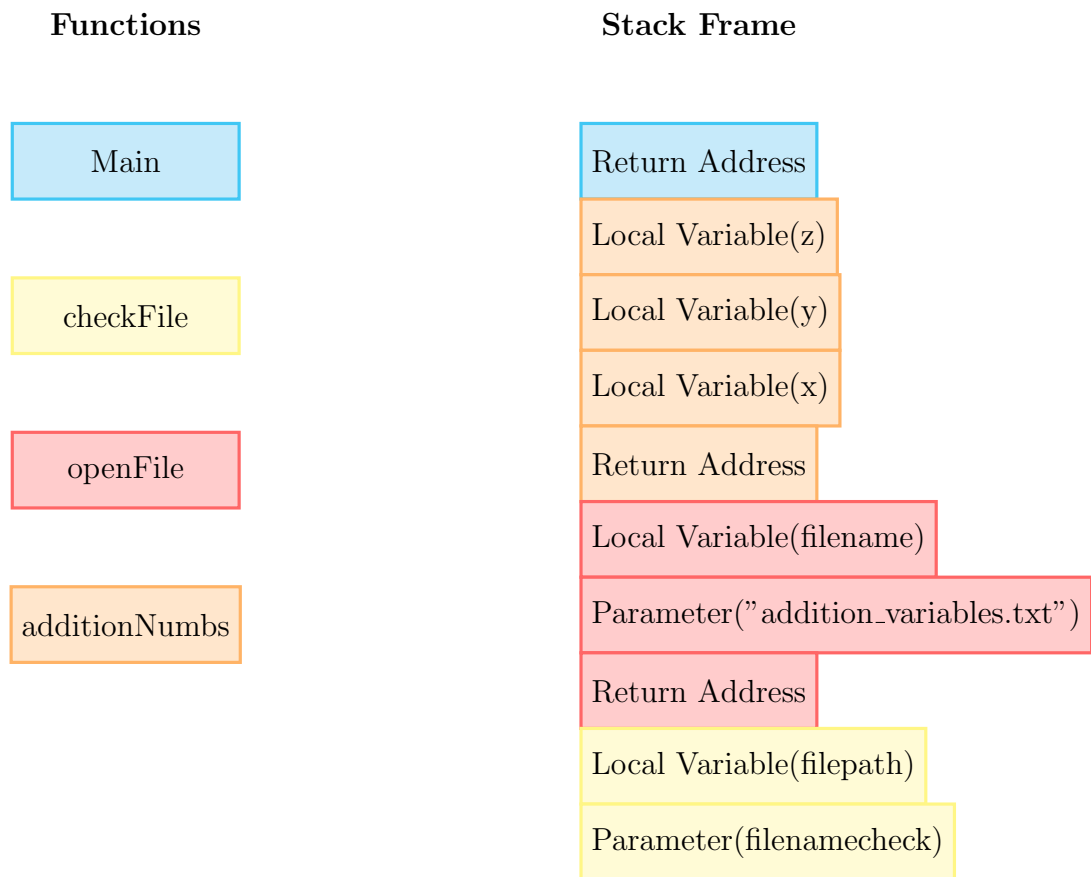 Functions
Main
checkFile
openFile
additionNumbs
Stack Frame
Return Address
Local Variable(z)
Local Variable(y)
Local Variable(x)
Return Address
Local Variable(filename)
Parameter(”addition_variables.txt”)
Return Address
Local Variable(filepath)
Parameter(filenamecheck)